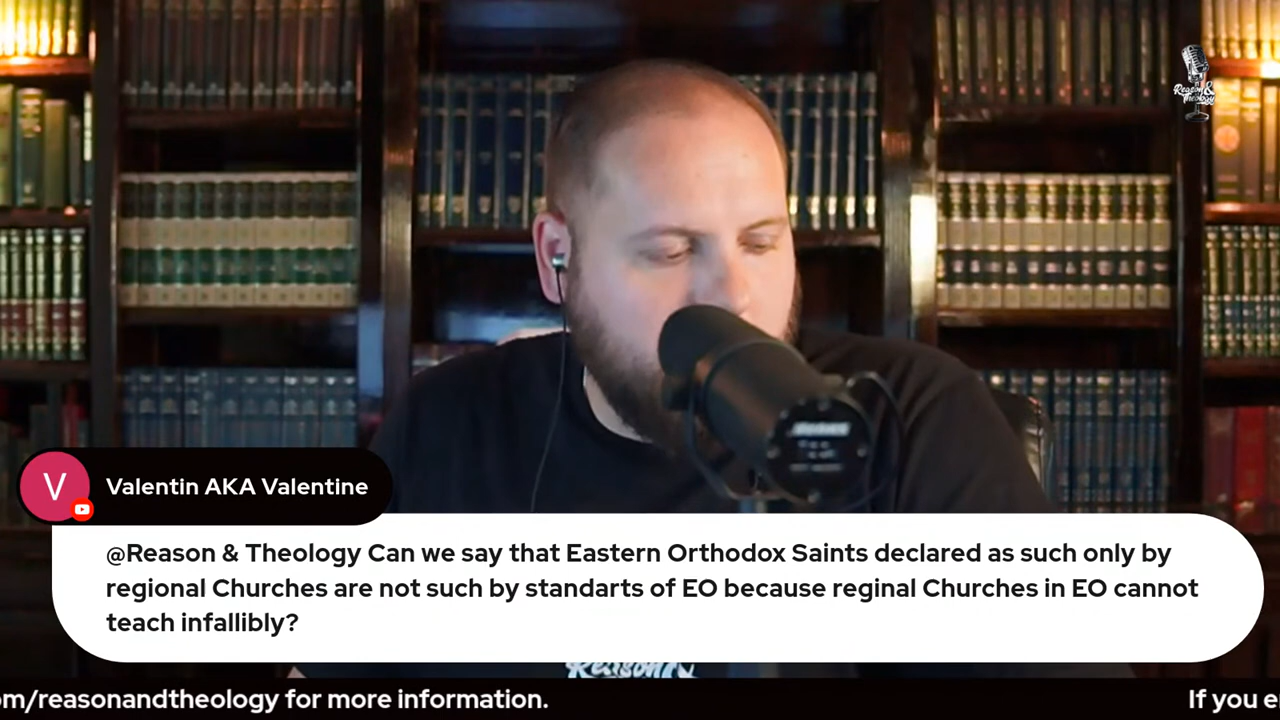 Reason &
Theology
Valentin AKA Valentine
@Reason & Theology Can we say that Eastern Orthodox Saints declared as such only by
regional Churches are not such by standarts of EO because reginal Churches in EO cannot
teach infallibly?
om/reasonandtheology for more information.
If you e